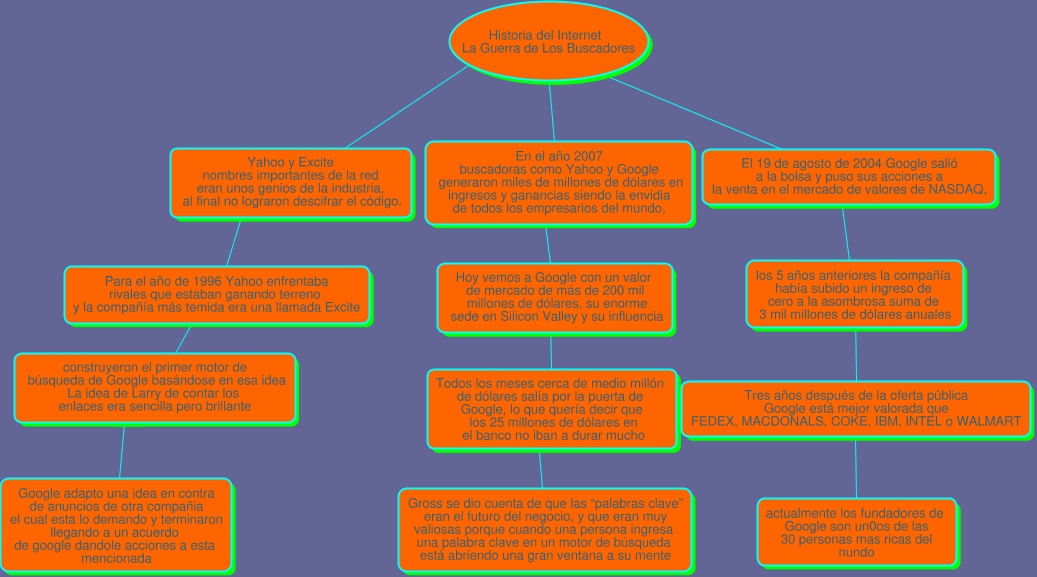 Historia del Internet
La Guerra de Los Buscadores
Yahoo y Excite
nombres importantes de la red
eran unos genios de la industria,
al final no lograron descifrar el código.
Para el año de 1996 Yahoo enfrentaba
rivales que estaban ganando terreno
y la compañía más temida era una llamada Excite
construyeron el primer motor de
búsqueda de Google basándose en esa idea
La idea de Larry de contar los
enlaces era sencilla pero brillante
Google adapto una idea en contra
de anuncios de otra compañia
el cual esta lo demando y terminaron
llegando a un acuerdo
de google dandole acciones a esta
mencionada
En el año 2007
buscadoras como Yahoo y Google
generaron miles de millones de dólares en
ingresos y ganancias siendo la envidia
de todos los empresarios del mundo.
Hoy vemos a Google con un valor
de mercado de más de 200 mil
millones de dólares, su enorme
sede en Silicon Valley y su influencia
Todos los meses cerca de medio millón
de dólares salía por la puerta de
Google, lo que quería decir que
los 25 millones de dólares en
el banco no iban a durar mucho
Gross se dio cuenta de que las “palabras clave”
eran el futuro del negocio, y que eran muy
valiosas porque cuando una persona ingresa
una palabra clave en un motor de búsqueda
está abriendo una gran ventana a su mente
El 19 de agosto de 2004 Google salió
a la bolsa y puso sus acciones a
la venta en el mercado de valores de NASDAQ,
los 5 años anteriores la compañía
había subido un ingreso de
cero a la asombrosa suma de
3 mil millones de dólares anuales
Tres años después de la oferta pública
Google está mejor valorada que
FEDEX, MACDONALS, COKE, IBM, INTEL o WALMART
actualmente los fundadores de
Google son un0os de las
30 personas mas ricas del
nundo